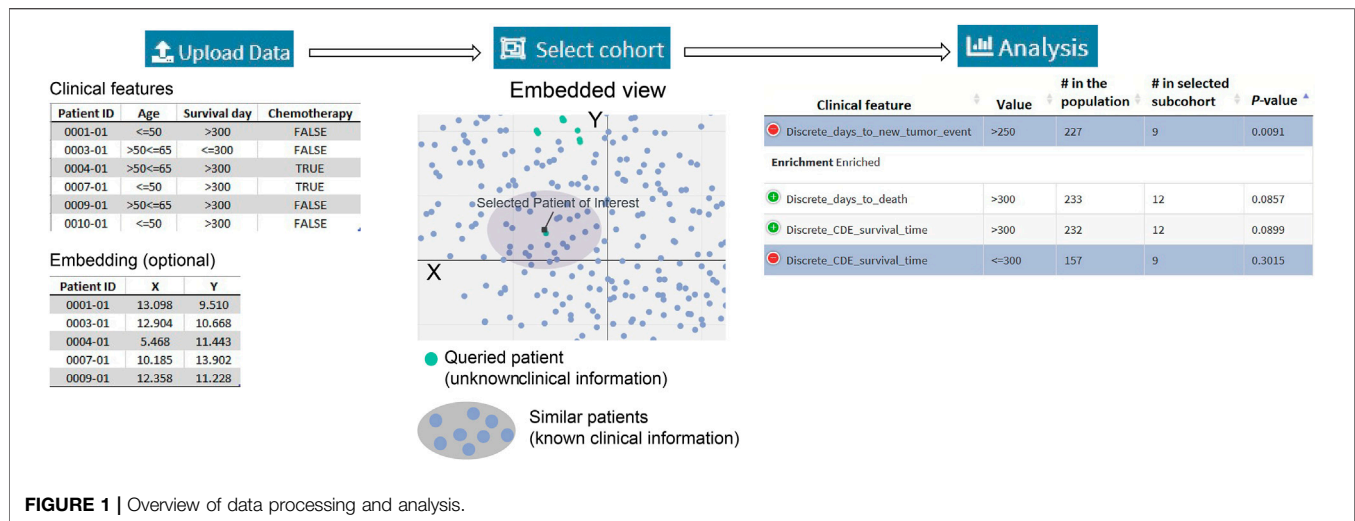 Upload Data
Select cohort
Analysis
Clinical features
Patient ID Age Survival day Chemotherapy
0001-01 <=50 >300 FALSE
0003-01 >50<=65 <=300 FALSE
0004-01 >50<=65 >300 TRUE
0007-01 <=50 >300 TRUE
0009-01 >50<=65 >300 FALSE
0010-01 <=50 >300 FALSE
Embedding (optional)
Patient ID X Y
0001-01 13.098 9.510
0003-01 12.904 10.668
0004-01 5.468 11.443
0007-01 10.185 13.902
0009-01 12.358 11.228
Embedded view
Y
Selected Patient of Interest
X
Queried patient
(unknownclinical information)
Similar patients
(known clinical information)
# in the # in selected
Clinical feature Value population subcohort P-value
Discrete_days_to_new_tumor_event >250 227 9 0.0091
Enrichment Enriched
Discrete_days_to_death >300 233 12 0.0857
Discrete_CDE_survival_time >300 232 12 0.0899
Discrete_CDE_survival_time <=300 157 9 0.3015
FIGURE 1 | Overview of data processing and analysis.